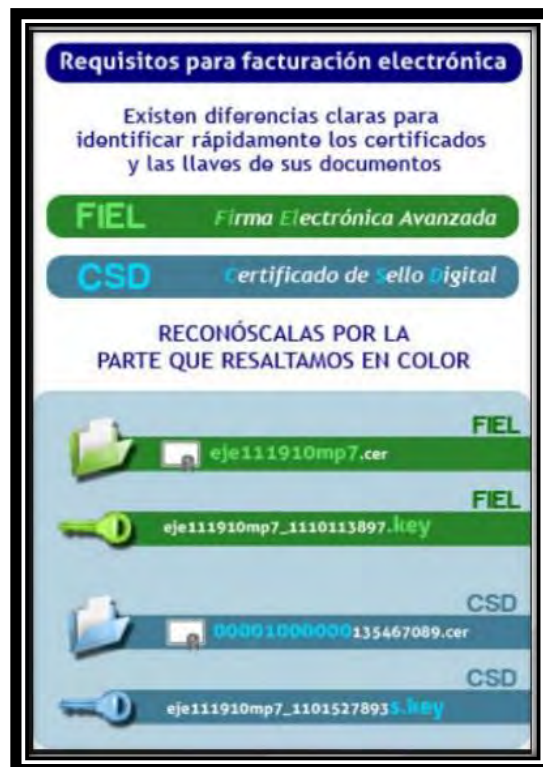 Requisitos para facturación electrónica
Existen diferencias claras para
identificar rápidamente los certificados
y las llaves de sus documentos
FIEL Firma Electrónica Avanzada
CSD Certificado de Sello Digital
RECONÓSCALAS POR LA
PARTE QUE RESALTAMOS EN COLOR
FIEL
eje111910mp7.cer
FIEL
eje111910mp7_1110113897.key
CSD
00001000000135467089.cer
CSD
eje111910mp7_1101527893s.key